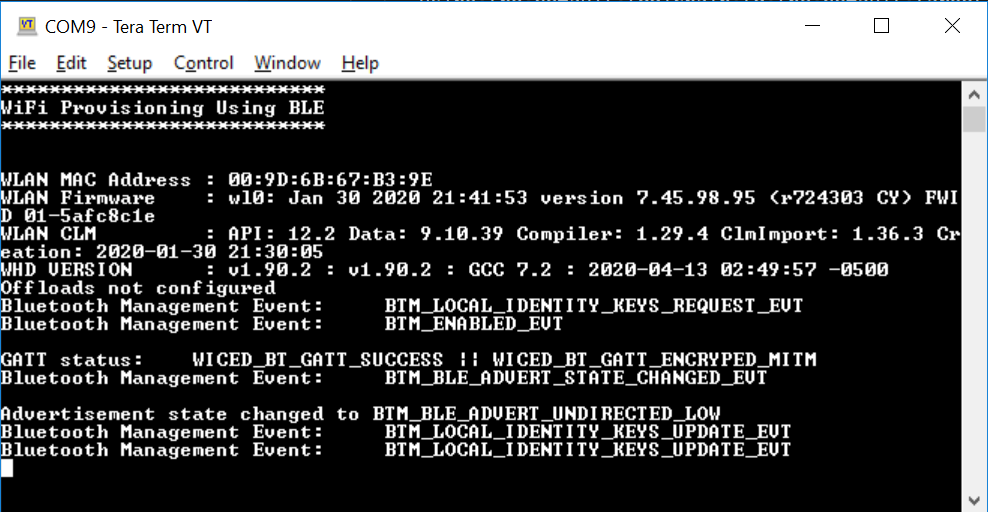 COM9 - Tera Term VT
File Edit Setup Control Window Help
***************************
WiFi Provisioning Using BLE
***************************
WLAN MAC Address : 00:9D:6B:67:B3:9E
WLAN Firmware    : wl0: Jan 30 2020 21:41:53 version 7.45.98.95 (r724303 CY) FWI
D 01-5afc8c1e
WLAN CLM         : API: 12.2 Data: 9.10.39 Compiler: 1.29.4 ClmImport: 1.36.3 Cr
eation: 2020-01-30 21:30:05
WHD VERSION      : v1.90.2 : v1.90.2 : GCC 7.2 : 2020-04-13 02:49:57 -0500
Offloads not configured
Bluetooth Management Event:     BTM_LOCAL_IDENTITY_KEYS_REQUEST_EVT
Bluetooth Management Event:     BTM_ENABLED_EVT
GATT status:    WICED_BT_GATT_SUCCESS || WICED_BT_GATT_ENCRYPED_MITM
Bluetooth Management Event:     BTM_BLE_ADVERT_STATE_CHANGED_EVT
Advertisement state changed to BTM_BLE_ADVERT_UNDIRECTED_LOW
Bluetooth Management Event:     BTM_LOCAL_IDENTITY_KEYS_UPDATE_EVT
Bluetooth Management Event:     BTM_LOCAL_IDENTITY_KEYS_UPDATE_EVT